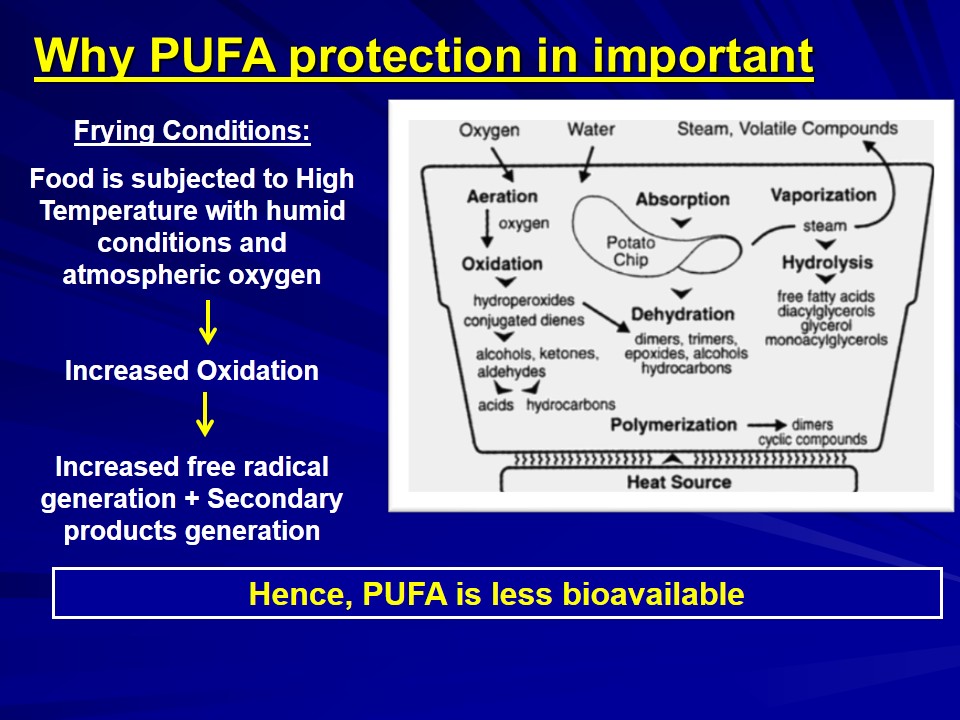 Why PUFA protection in important
Frying Conditions:
Food is subjected to High
Temperature with humid
conditions and
atmospheric oxygen
Increased Oxidation
Increased free radical
generation + Secondary
products generation
Oxygen
Water
Steam, Volatile Compounds
Aeration
oxygen
Oxidation
hydroperoxides
conjugated dienes
alcohols, ketones,
aldehydes
acids hydrocarbons
Absorption
Potato
Chip
Dehydration
dimers, trimers,
epoxides, alcohols
hydrocarbons
Vaporization
steam
Hydrolysis
free fatty acids
diacylglycerols
glycerol
monoacylglycerols
Polymerization
dimers
cyclic compounds
Heat Source
Hence, PUFA is less bioavailable